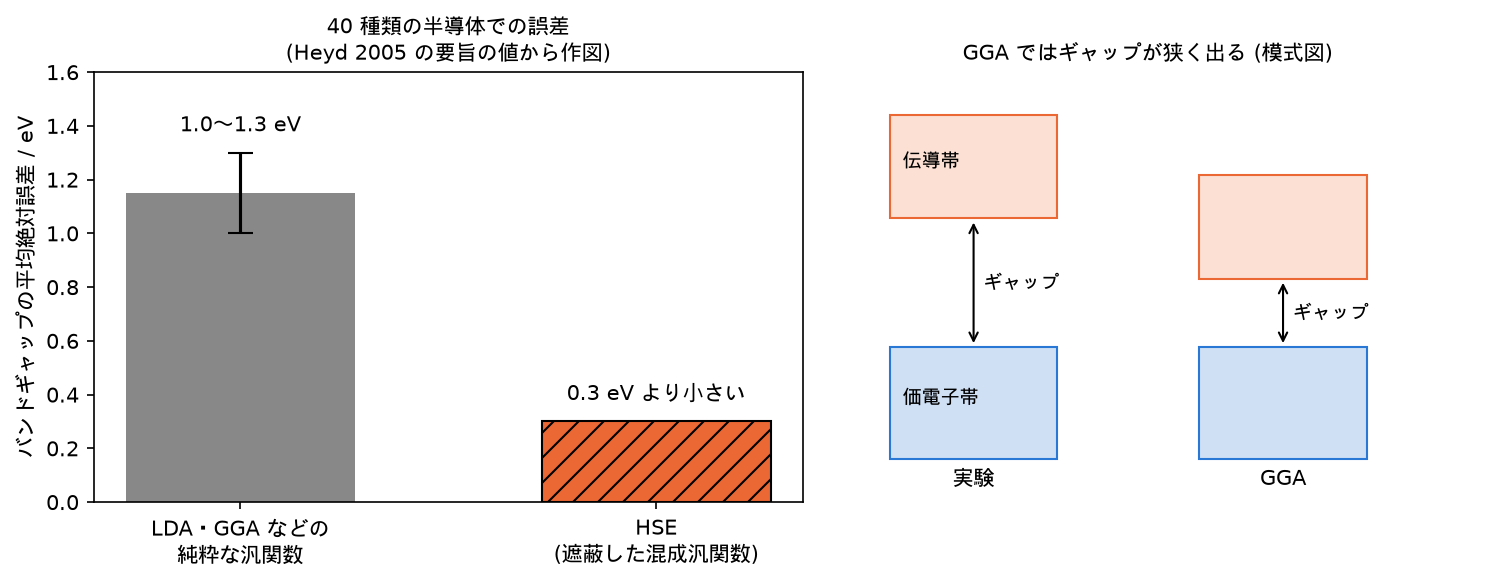 40 種類の半導体での誤差
(Heyd 2005 の要旨の値から作図)
バンドギャップの平均絶対誤差 / eV
1.6
1.4
1.2
1.0
0.8
0.6
0.4
0.2
0.0
1.0〜1.3 eV
0.3 eV より小さい
LDA・GGA などの
純粋な汎関数
HSE
(遮蔽した混成汎関数)
GGA ではギャップが狭く出る (模式図)
伝導帯
ギャップ
価電子帯
実験
ギャップ
GGA